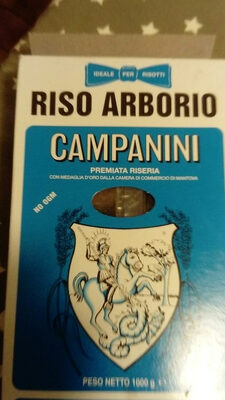 IDEALE PER RISOTTI
RISO ARBORIO
CAMPANINI
PREMIATA RISERIA
CON MEDAGLIA D'ORO DALLA CAMERA DI COMMERCIO DI MANTOVA
NO OGM
PESO NETTO 1000 g e